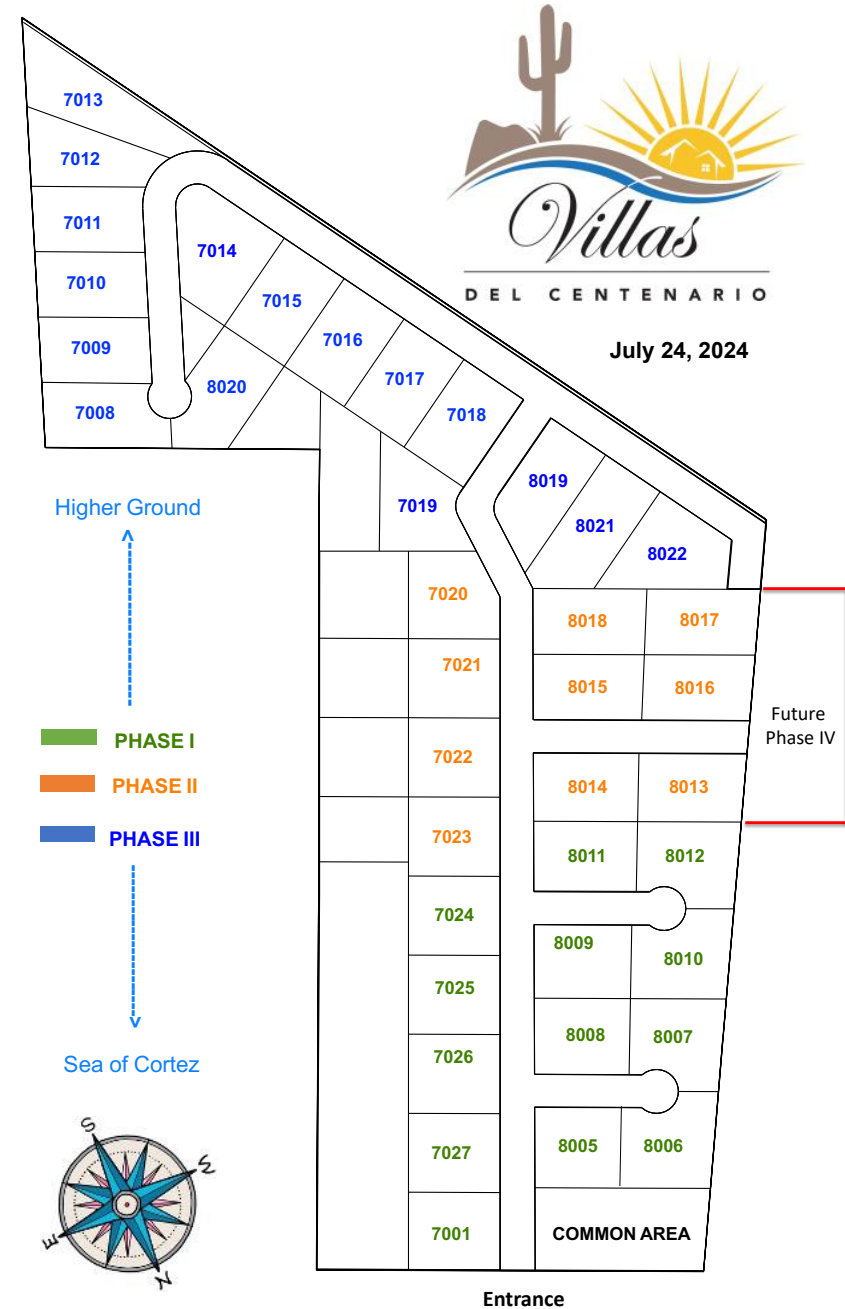 Villas
DEL CENTENARIO
July 24, 2024
7013
7012
7011
7010
7009
7008
7014
7015
7016
7017
7018
8020
7019
8019
8021
8022
Higher Ground
7020
7021
7022
7023
8018
8017
8015
8016
8014
8013
Future
Phase IV
PHASE I
PHASE II
PHASE III
Sea of Cortez
8011
8012
7024
8009
8010
7025
8008
8007
7026
7027
8005
8006
7001
COMMON AREA
Entrance
S
W
E
N